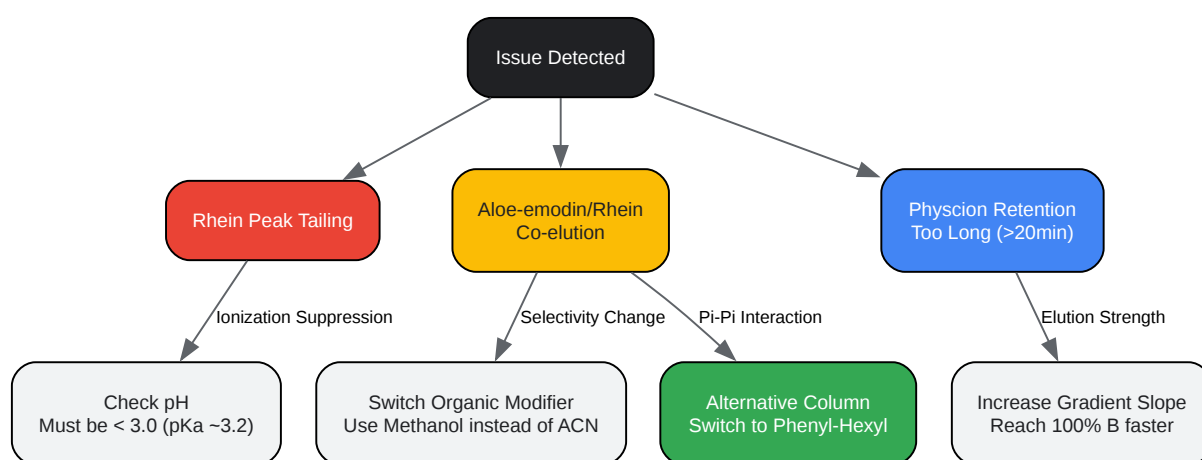 Issue Detected
Rhein Peak Tailing
Aloe-emodin/Rhein
Co-elution
Physcion Retention
Too Long (>20min)
Ionization Suppression
Selectivity Change
Pi-Pi Interaction
Elution Strength
Check pH
Must be < 3.0 (pKa ~3.2)
Switch Organic Modifier
Use Methanol instead of ACN
Alternative Column
Switch to Phenyl-Hexyl
Increase Gradient Slope
Reach 100% B faster